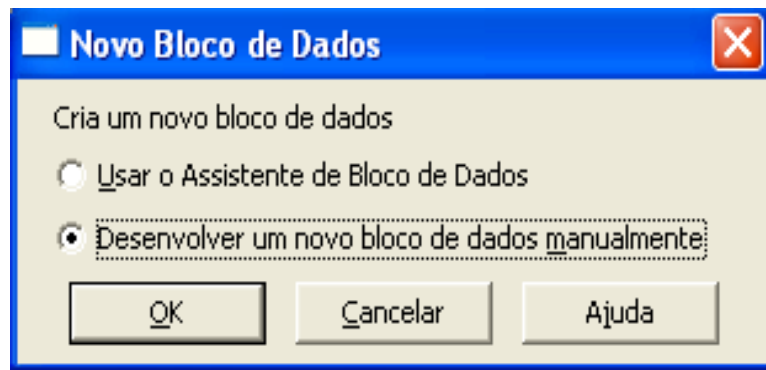 Novo Bloco de Dados
Cria um novo bloco de dados
Usar o Assistente de Bloco de Dados
Desenvolver um novo bloco de dados manualmente
OK Cancelar Ajuda